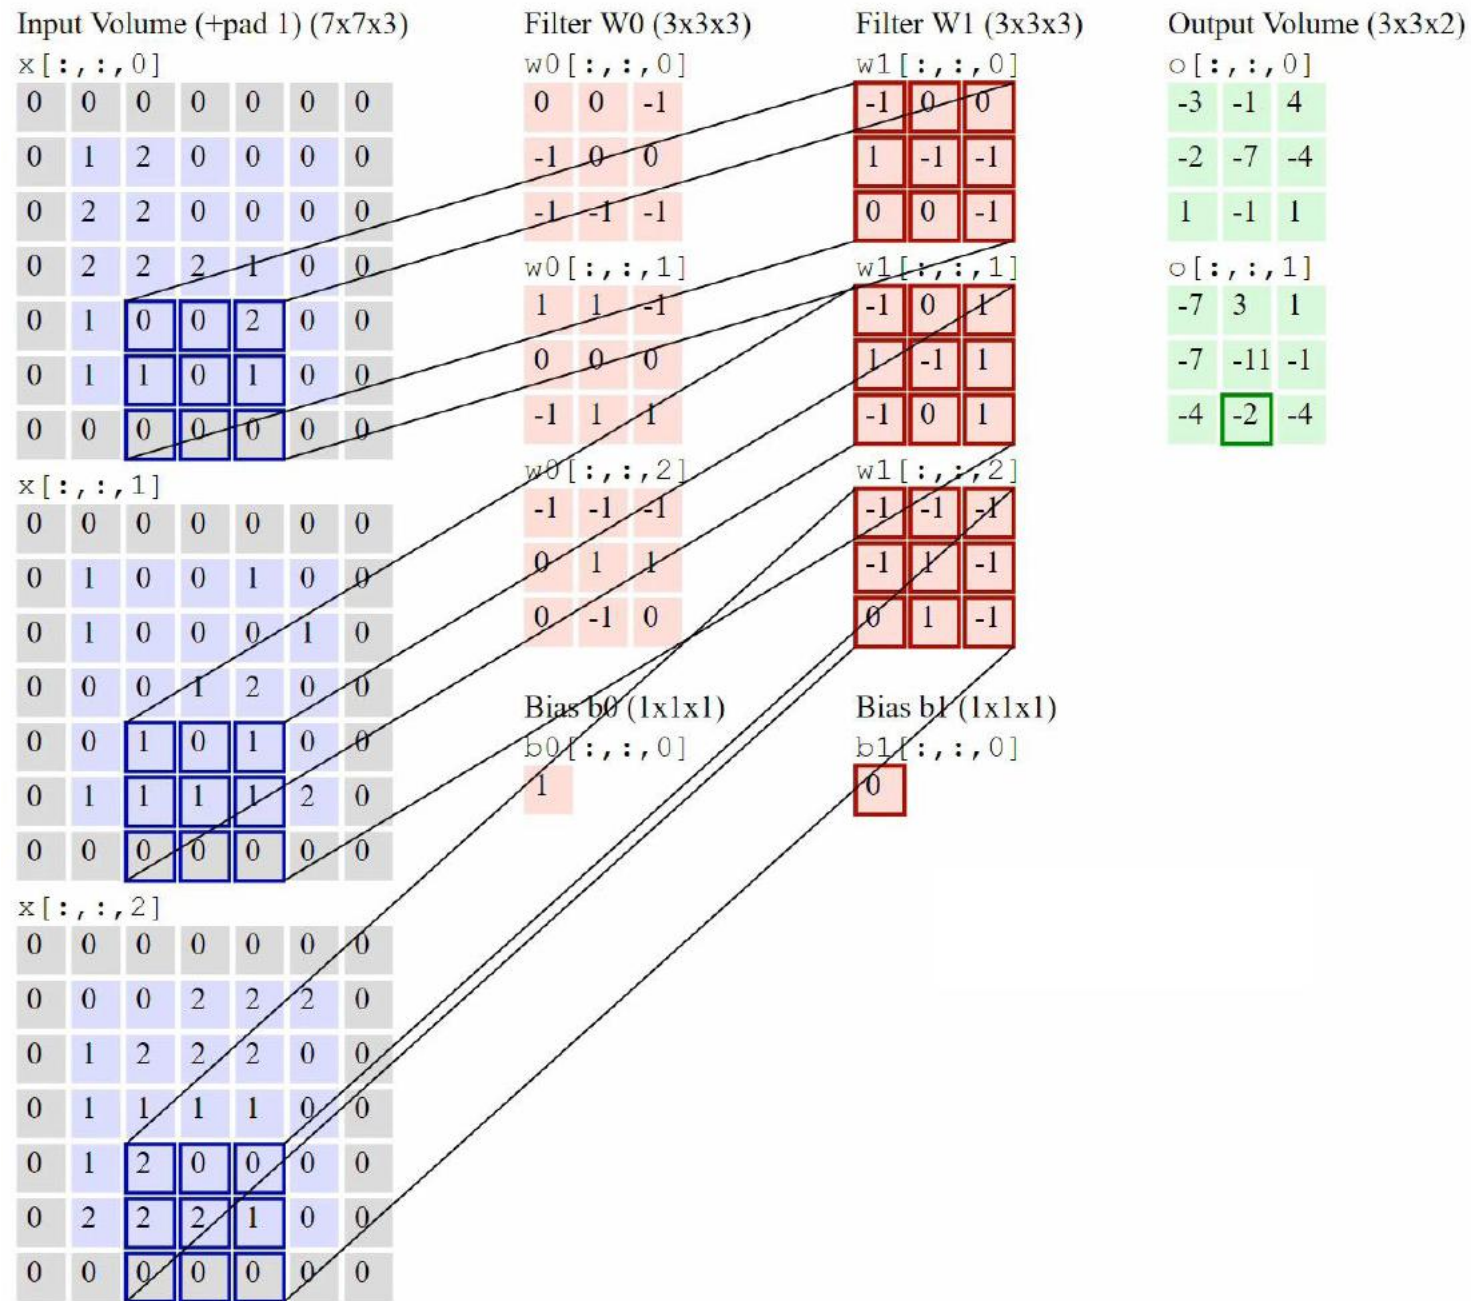 Input Volume (+pad 1) (7x7x3)
x[:,:,0]
0 0 0 0 0 0 0
0 1 2 0 0 0 0
0 2 2 0 0 0 0
0 2 2 2 1 0 0
0 1 0 0 2 0 0
0 1 1 0 1 0 0
0 0 0 0 0 0 0
x[:,:,1]
0 0 0 0 0 0 0
0 1 0 0 1 0 0
0 1 0 0 0 1 0
0 0 0 1 2 0 0
0 0 1 0 1 0 0
0 1 1 1 1 2 0
0 0 0 0 0 0 0
x[:,:,2]
0 0 0 0 0 0 0
0 0 0 2 2 2 0
0 1 2 2 2 0 0
0 1 1 1 1 0 0
0 1 2 0 0 0 0
0 2 2 2 1 0 0
0 0 0 0 0 0 0
Filter W0 (3x3x3)
w0[:,:,0]
0 0 -1
-1 0 0
-1 -1 -1
w0[:,:,1]
1 1 -1
0 0 0
-1 1 1
w0[:,:,2]
-1 -1 -1
0 1 1
0 -1 0
Bias b0 (1x1x1)
b0[:,:,0]
1
Filter W1 (3x3x3)
w1[:,:,0]
-1 0 0
1 -1 -1
0 0 -1
w1[:,:,1]
-1 0 1
1 -1 1
-1 0 1
w1[:,:,2]
-1 -1 -1
-1 1 -1
0 1 -1
Bias b1 (1x1x1)
b1[:,:,0]
0
Output Volume (3x3x2)
o[:,:,0]
-3 -1 4
-2 -7 -4
1 -1 1
o[:,:,1]
-7 3 1
-7 -11 -1
-4 -2 -4